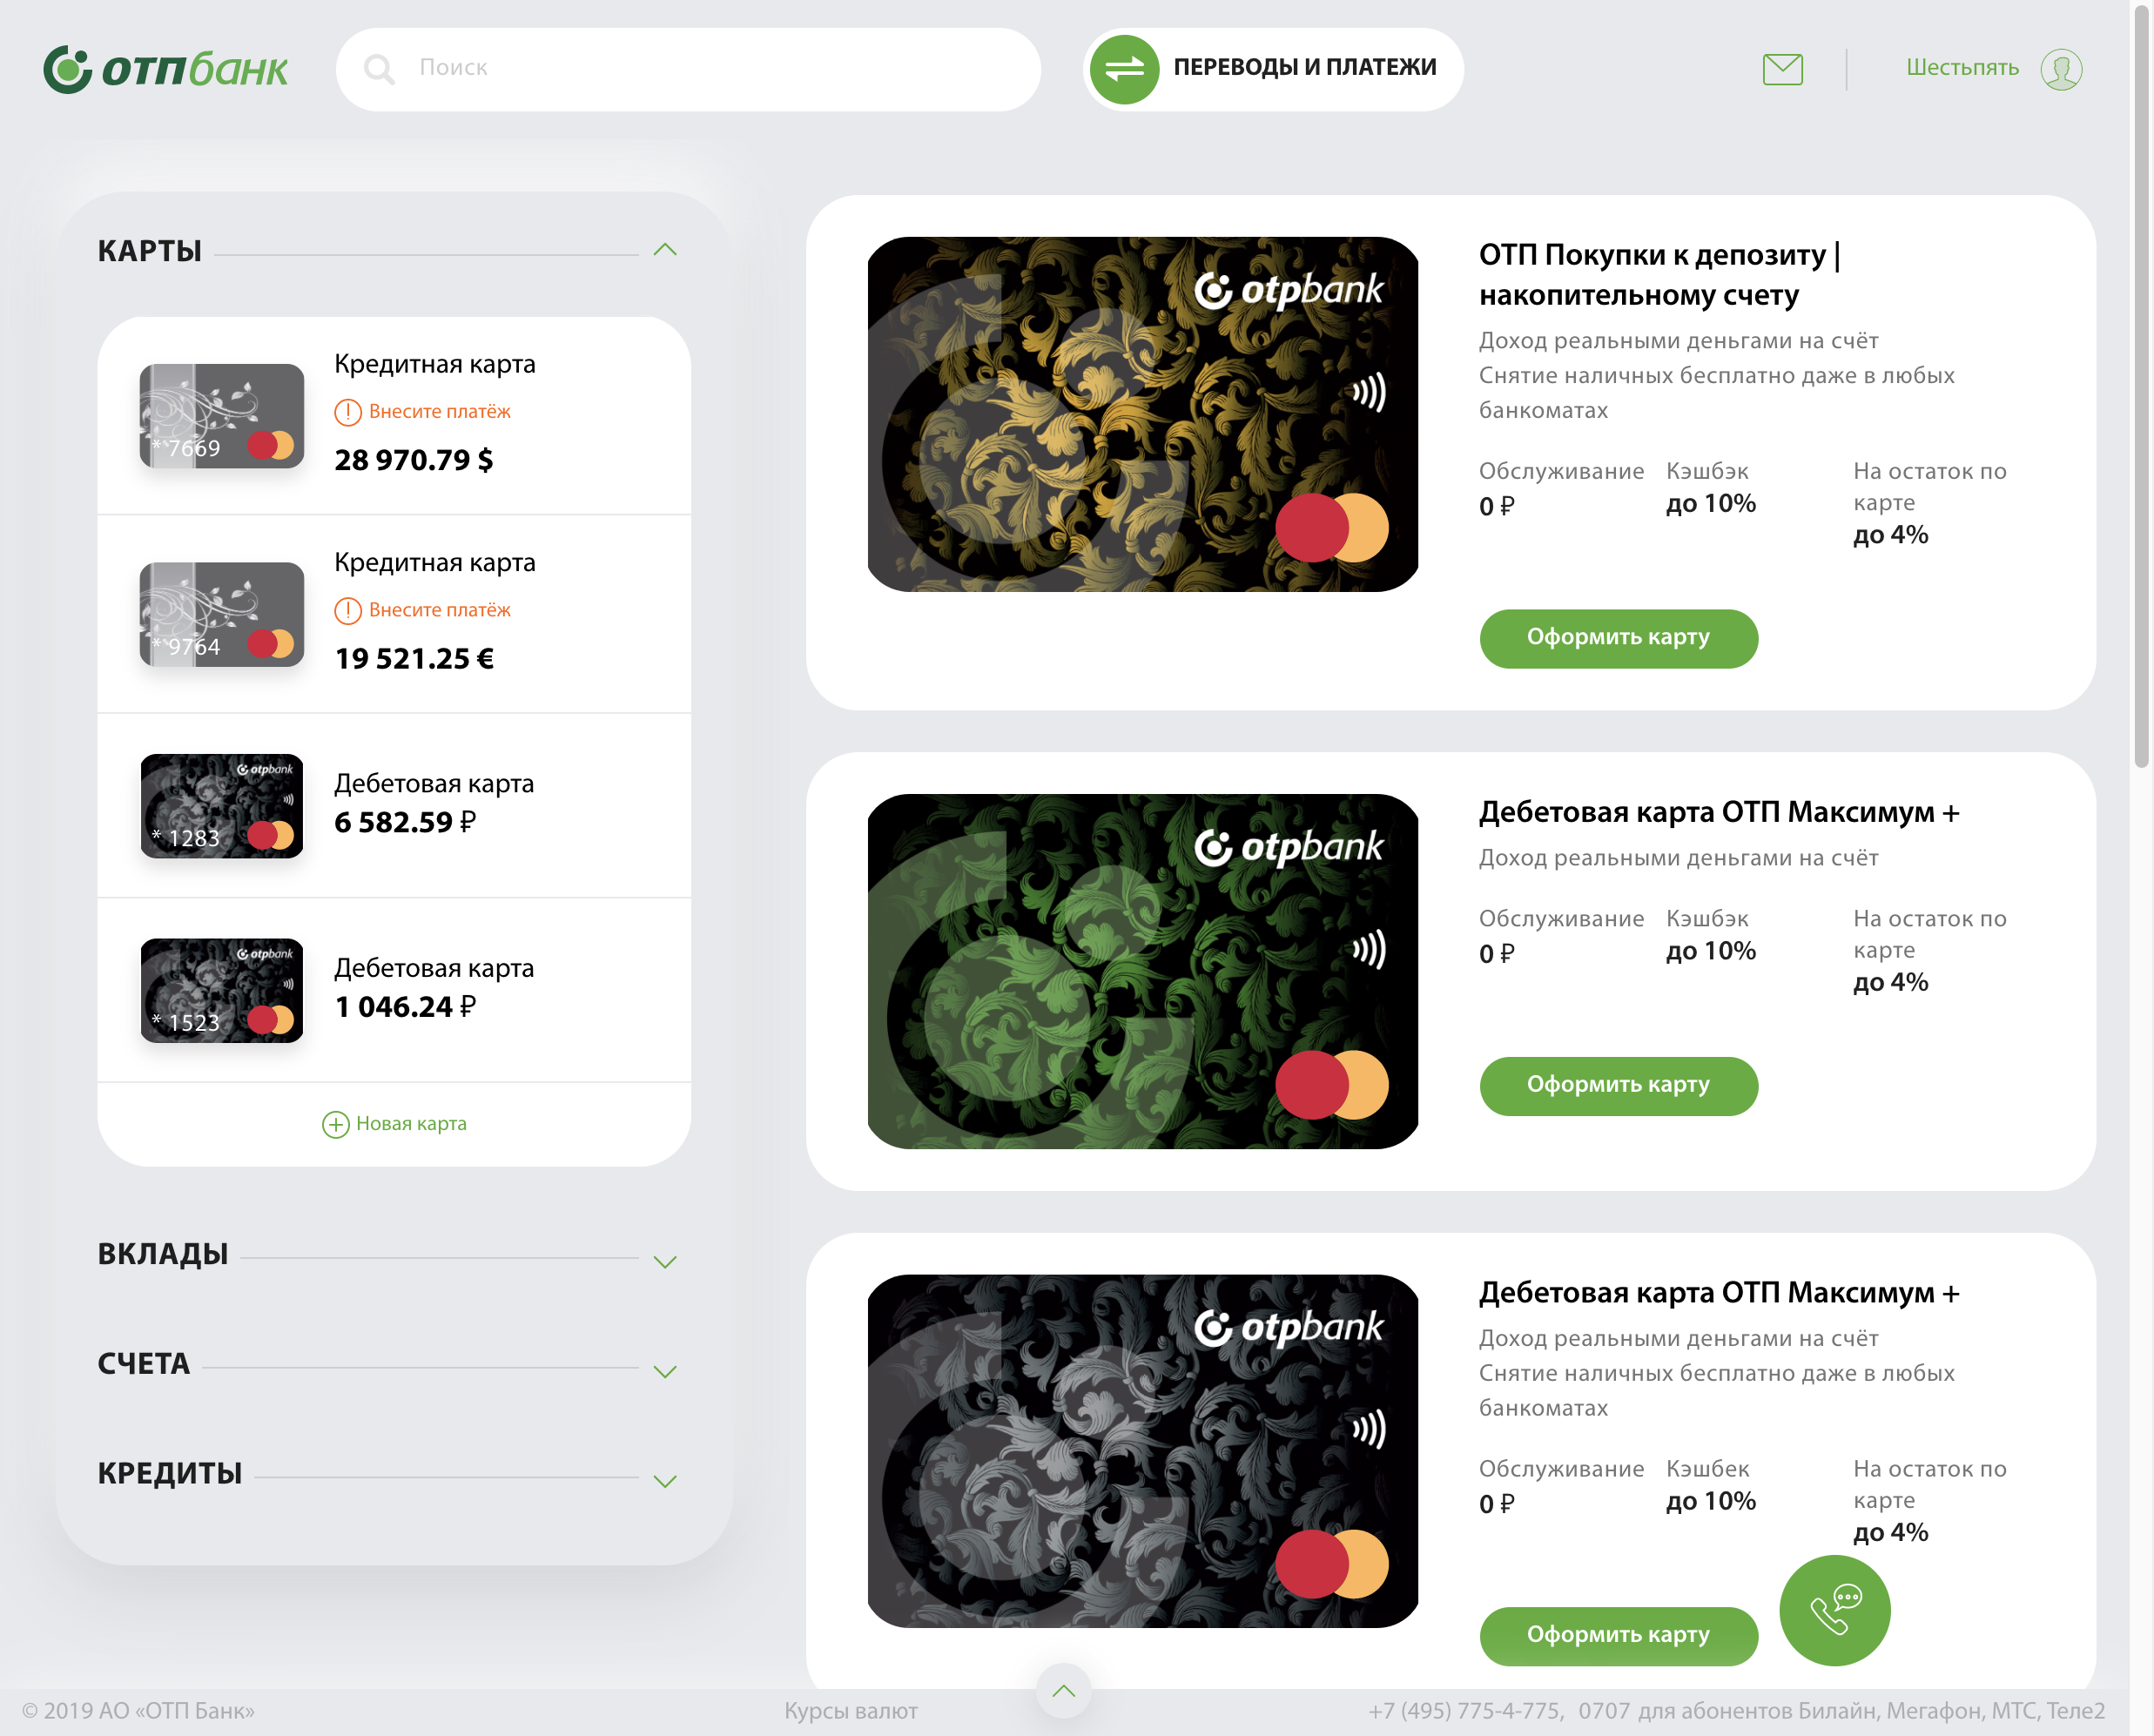 отпбанк
Поиск
ПЕРЕВОДЫ И ПЛАТЕЖИ
Шестьпять
КАРТЫ
Кредитная карта
Внесите платёж
* 7669
28 970.79 $
Кредитная карта
Внесите платёж
* 9764
19 521.25 €
otpbank
Дебетовая карта
6 582.59 ₽
* 1283
otpbank
Дебетовая карта
1 046.24 ₽
* 1523
Новая карта
ВКЛАДЫ
СЧЕТА
КРЕДИТЫ
otpbank
ОТП Покупки к депозиту |
накопительному счету
Доход реальными деньгами на счёт
Снятие наличных бесплатно даже в любых
банкоматах
Обслуживание Кэшбэк На остаток по
карте
0 ₽ до 10%
до 4%
Оформить карту
otpbank
Дебетовая карта ОТП Максимум +
Доход реальными деньгами на счёт
Обслуживание Кэшбэк На остаток по
карте
0 ₽ до 10%
до 4%
Оформить карту
otpbank
Дебетовая карта ОТП Максимум +
Доход реальными деньгами на счёт
Снятие наличных бесплатно даже в любых
банкоматах
Обслуживание Кэшбек На остаток по
карте
0 ₽ до 10%
до 4%
Оформить карту
© 2019 АО «ОТП Банк» Курсы валют +7 (495) 775-4-775, 0707 для абонентов Билайн, Мегафон, МТС, Теле2